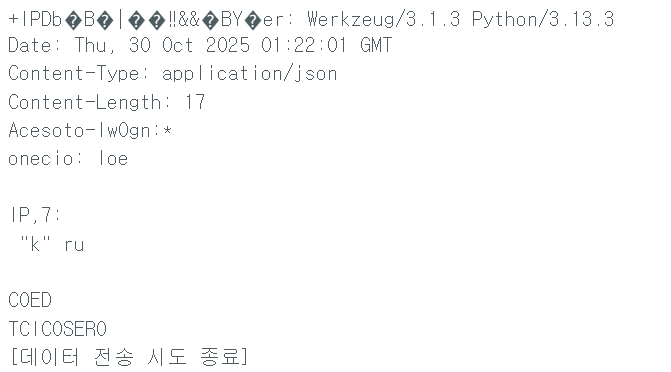 +IPDb�B�|��‼&&�BY�er: Werkzeug/3.1.3 Python/3.13.3
Date: Thu, 30 Oct 2025 01:22:01 GMT
Content-Type: application/json
Content-Length: 17
Acesoto-lwOgn:*
onecio: loe
IP,7:
"k" ru
COED
TCICOSERO
[데이터 전송 시도 종료]